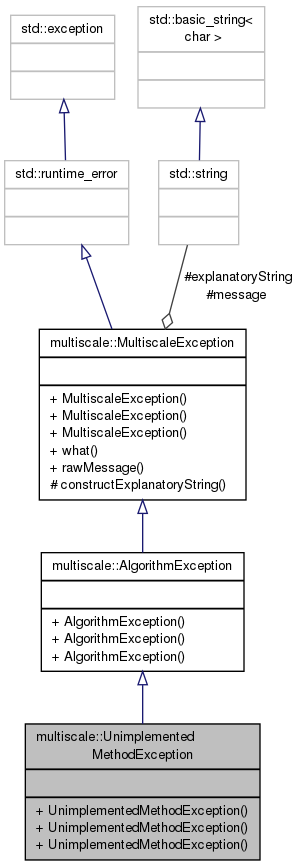 std::exception
std::basic_string<
char >
std::runtime_error
std::string
#explanatoryString
#message
multiscale::MultiscaleException
+ MultiscaleException()
+ MultiscaleException()
+ MultiscaleException()
+ what()
+ rawMessage()
# constructExplanatoryString()
multiscale::AlgorithmException
+ AlgorithmException()
+ AlgorithmException()
+ AlgorithmException()
multiscale::Unimplemented
MethodException
+ UnimplementedMethodException()
+ UnimplementedMethodException()
+ UnimplementedMethodException()